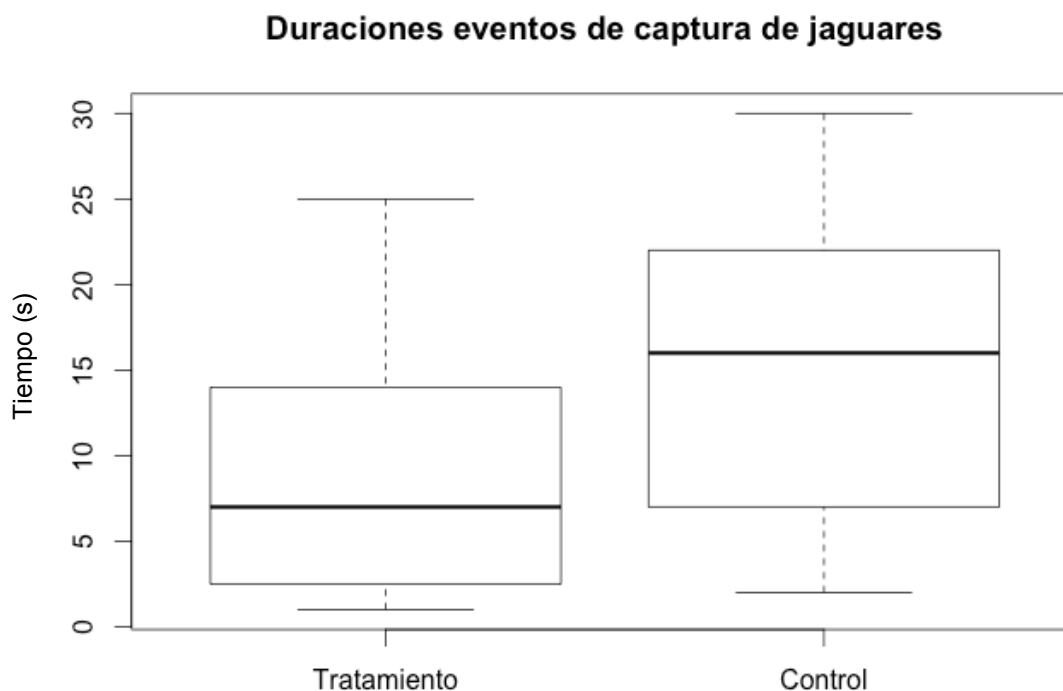 Duraciones eventos de captura de jaguares
Tiempo (s)
30
25
20
15
10
5
0
Tratamiento
Control